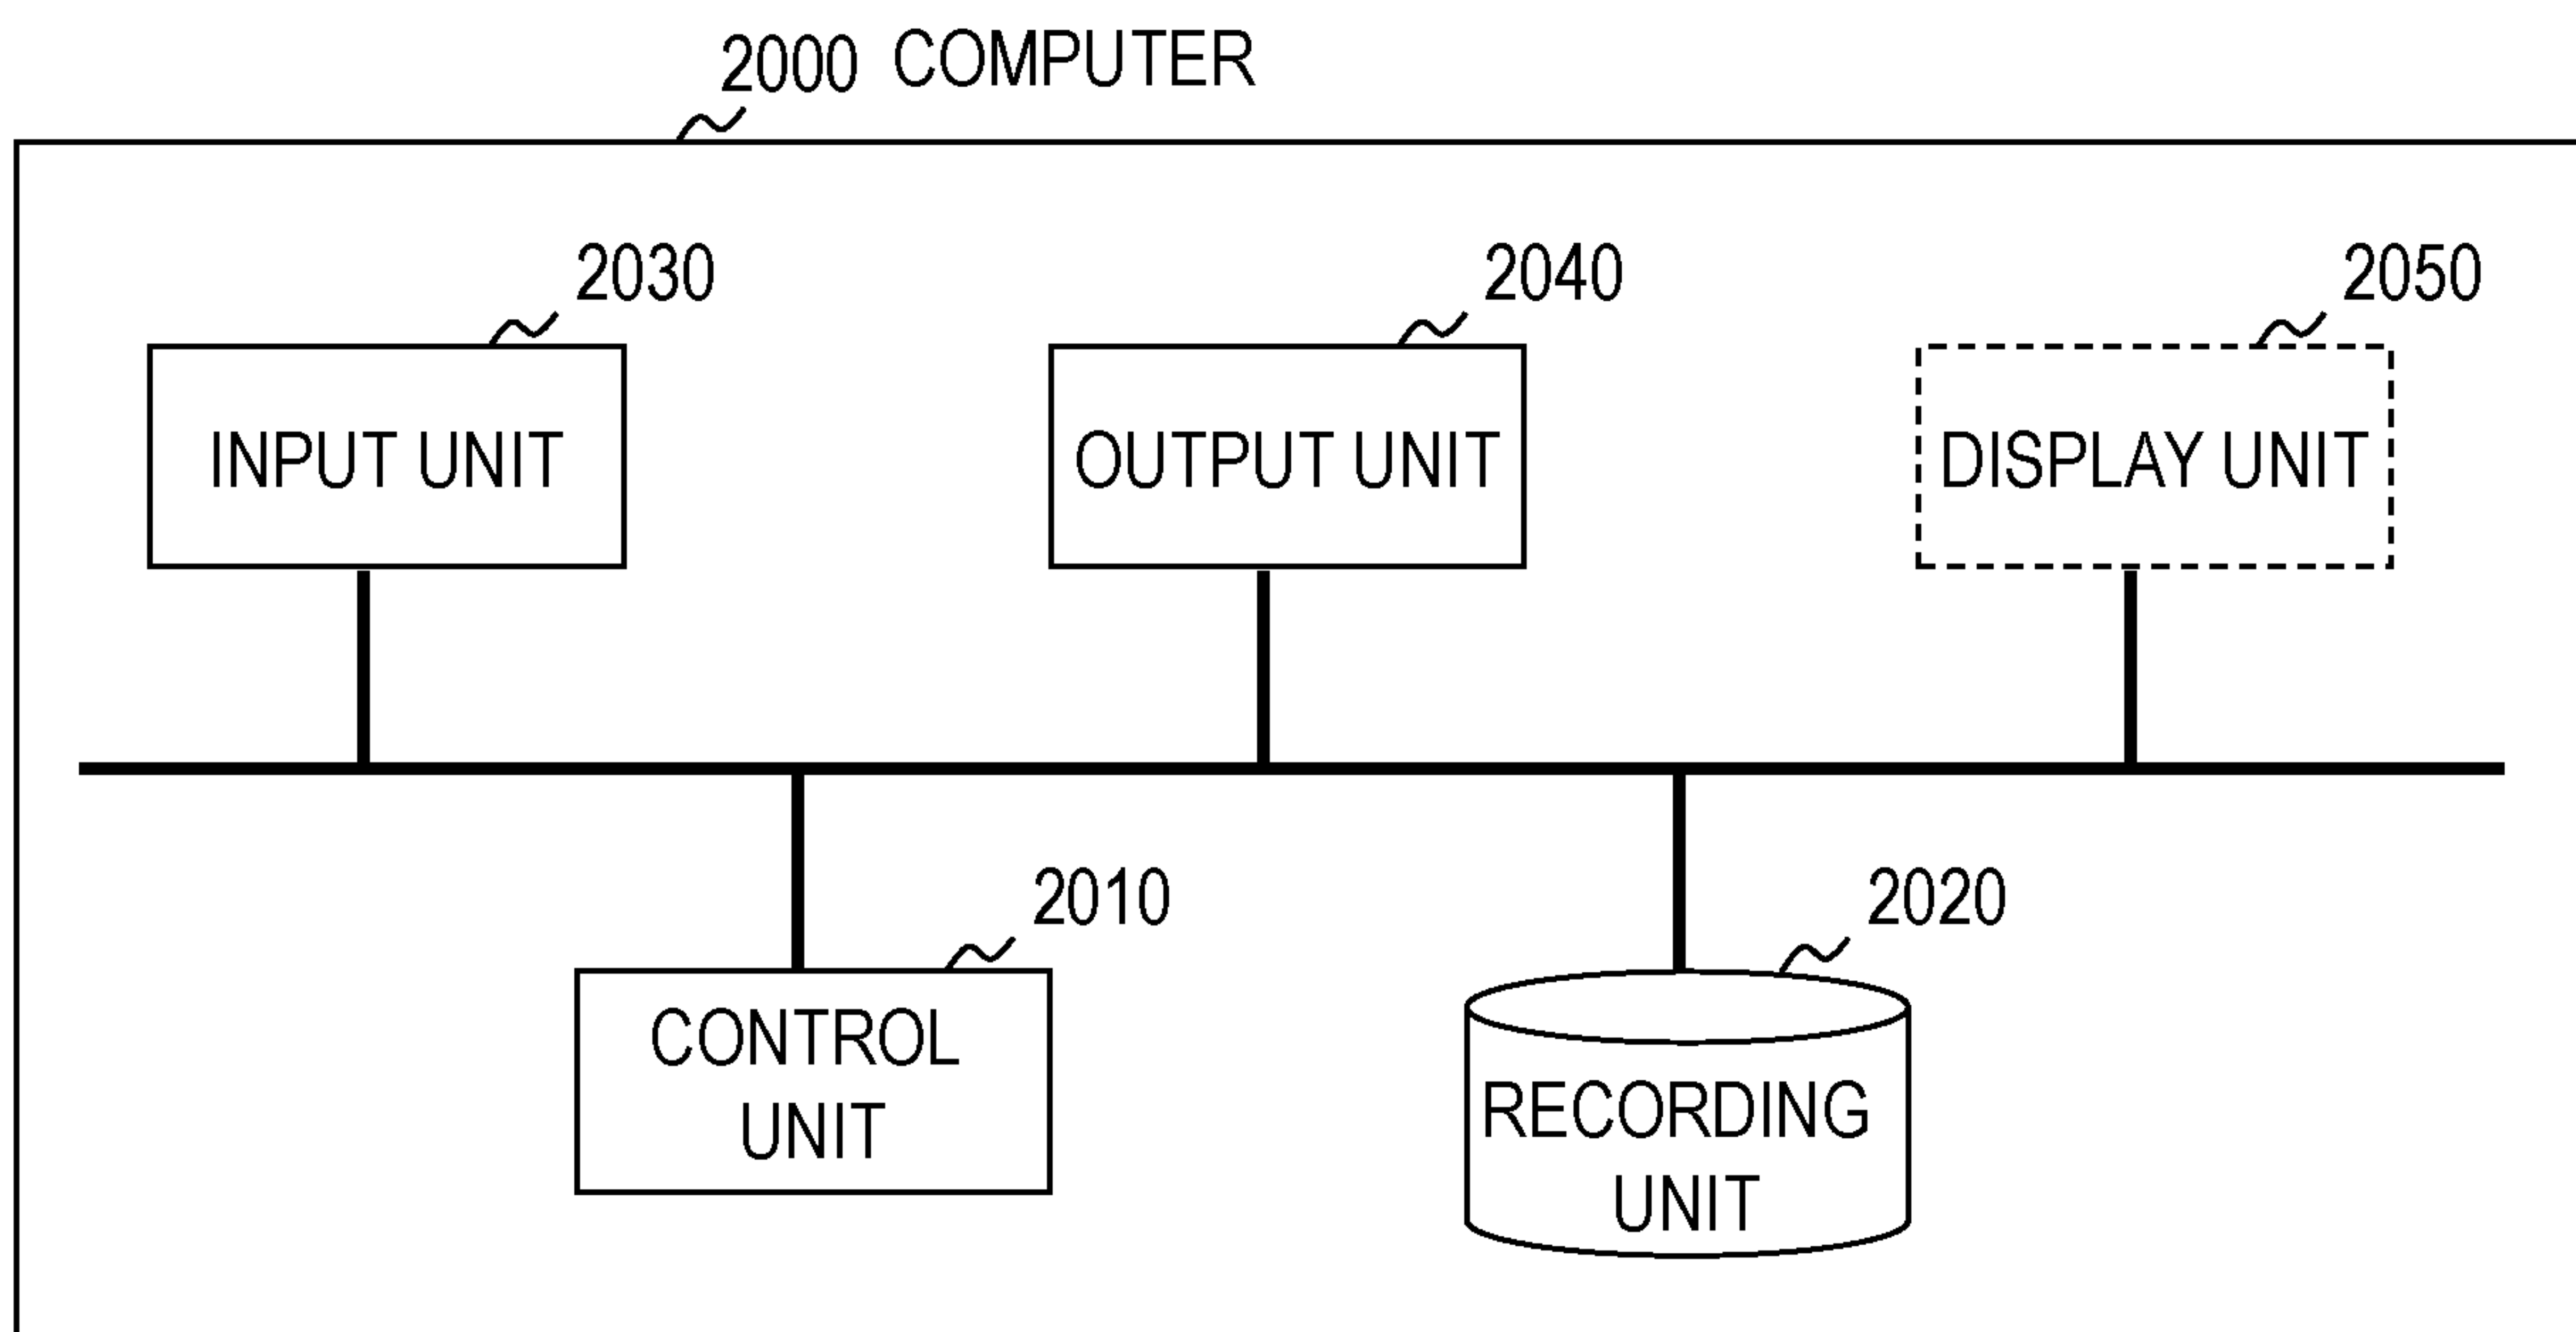 2000 COMPUTER
2030
2040
2050
INPUT UNIT
OUTPUT UNIT
DISPLAY UNIT
2010
2020
CONTROL
UNIT
RECORDING
UNIT